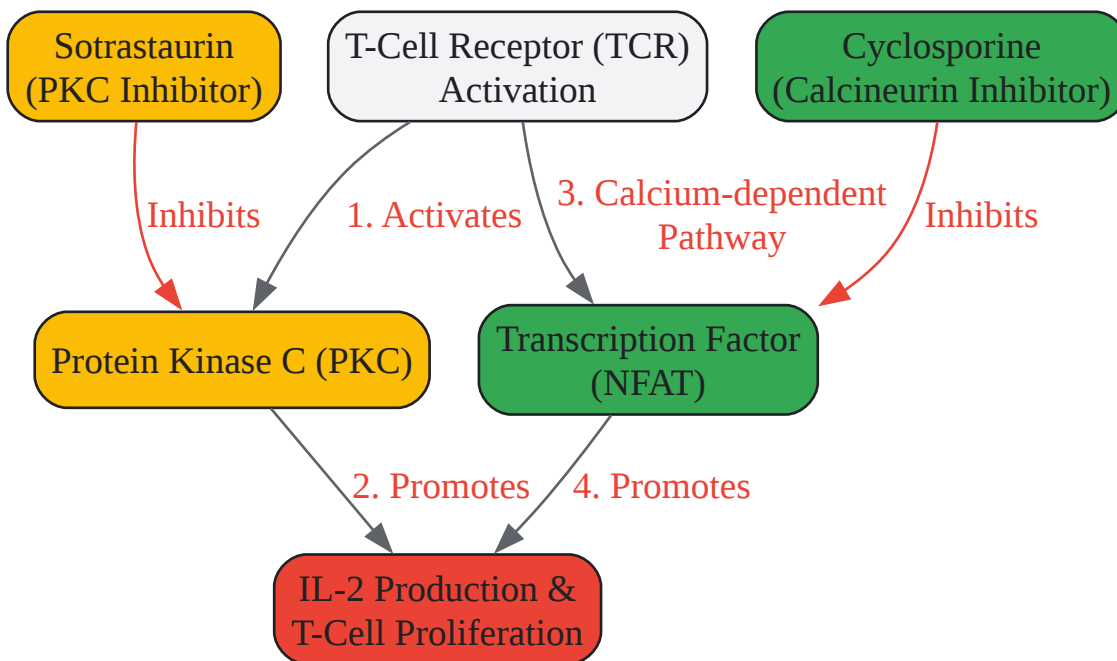 Sotrastaurin
(PKC Inhibitor)
T-Cell Receptor (TCR)
Activation
Cyclosporine
(Calcineurin Inhibitor)
Inhibits
1. Activates
3. Calcium-dependent
Pathway
Inhibits
Protein Kinase C (PKC)
Transcription Factor
(NFAT)
2. Promotes
4. Promotes
IL-2 Production &
T-Cell Proliferation